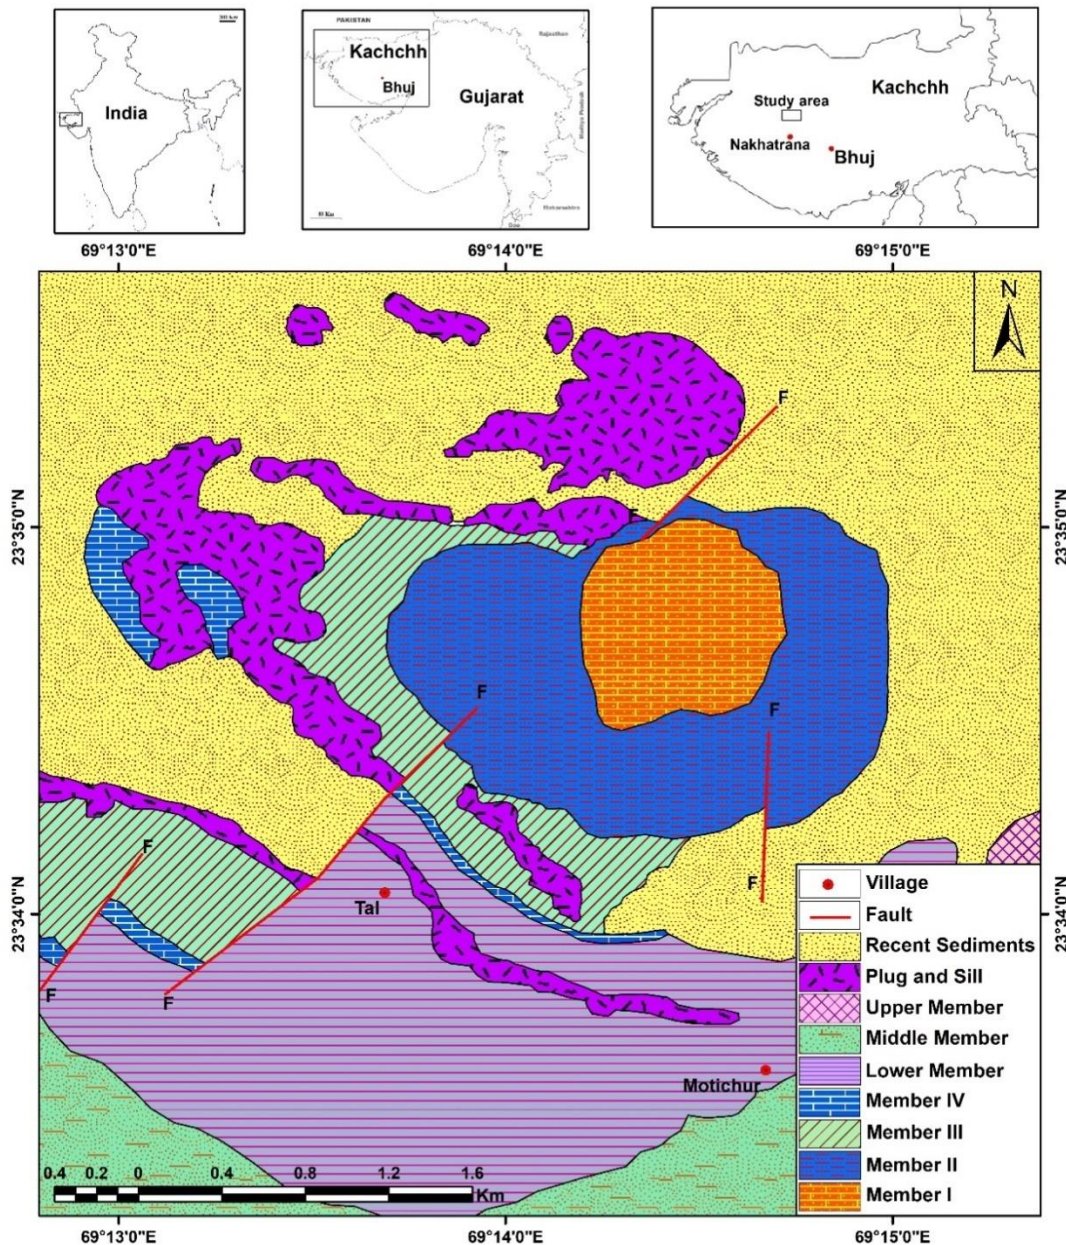 India
PAKISTAN
Rajasthan
Kachchh
Bhuj
Gujarat
Madhya Pradesh
Maharashtra
Kachchh
Study area
Nakhatrana
Bhuj
69°13'0"E
69°14'0"E
69°15'0"E
N
F
23°35'0"N
F
23°35'0"N
F
F
F
F
23°34'0"N
Tal
23°34'0"N
F
F
Motichur
Village
Fault
Recent Sediments
Plug and Sill
Upper Member
Middle Member
Lower Member
Member IV
Member III
Member II
Member I
0.4 0.2 0 0.4 0.8 1.2 1.6
Km
69°13'0"E
69°14'0"E
69°15'0"E